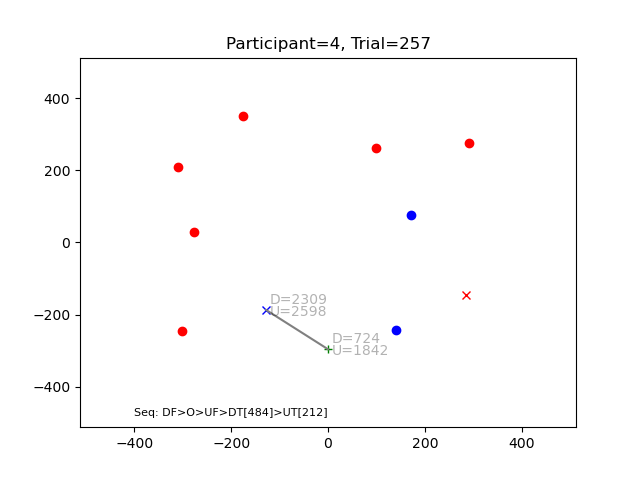 Participant=4, Trial=257
400
200
0
−200
−400
D=2309
U=2598
D=724
U=1842
Seq: DF>O>UF>DT[484]>UT[212]
−400
−200
0
200
400